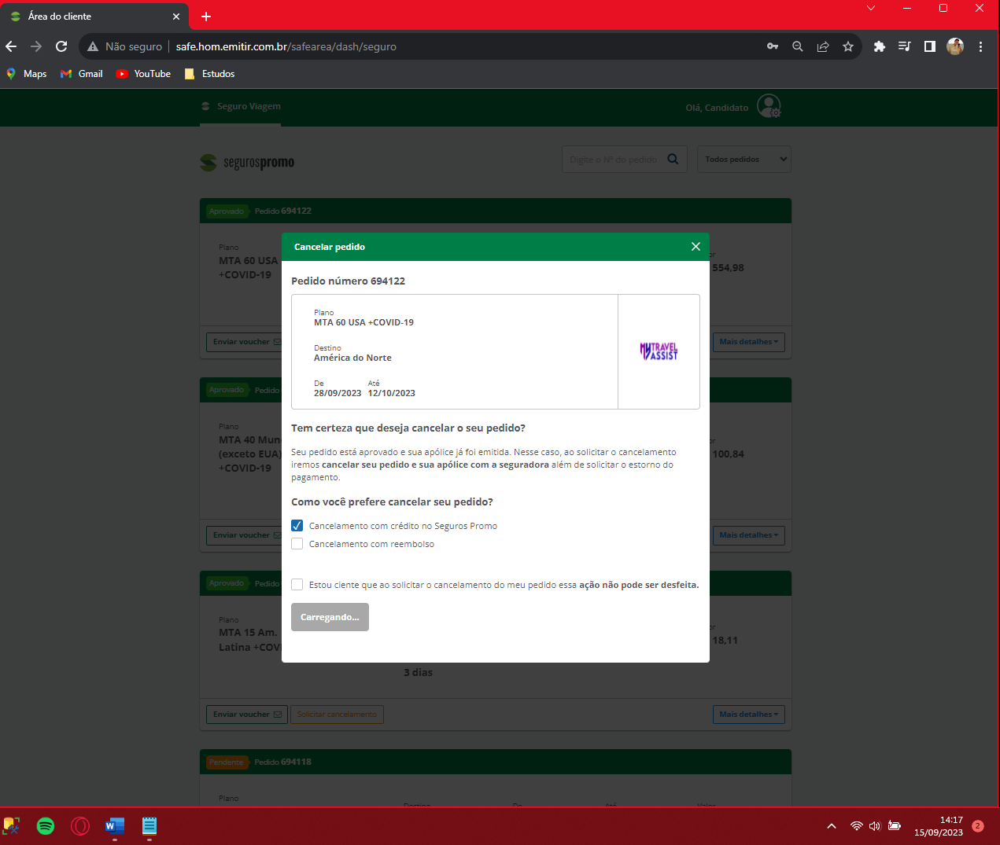 Área do cliente
Não seguro
safe.hom.emitir.com.br/safearea/dash/seguro
Maps
Gmail
YouTube
Estudos
Seguro Viagem
Olá, Candidato
segurospromo
Digite o Nº do pedido
Todos pedidos
Aprovado
Pedido 694122
Plano
MTA 60 USA
+COVID-19
554,98
Enviar voucher
Mais detalhes
Cancelar pedido
Pedido número 694122
Plano
MTA 60 USA +COVID-19
Destino
América do Norte
De
Até
28/09/2023
12/10/2023
MY TRAVEL
ASSIST
Tem certeza que deseja cancelar o seu pedido?
Seu pedido está aprovado e sua apólice já foi emitida. Nesse caso, ao solicitar o cancelamento
iremos cancelar seu pedido e sua apólice com a seguradora além de solicitar o estorno do
pagamento.
Como você prefere cancelar seu pedido?
Cancelamento com crédito no Seguros Promo
Cancelamento com reembolso
Estou ciente que ao solicitar o cancelamento do meu pedido essa ação não pode ser desfeita.
Carregando...
Aprovado
Pedido
Plano
MTA 40 Mun
(exceto EUA)
+COVID-19
100,84
Enviar voucher
Mais detalhes
Aprovado
Pedido
Plano
MTA 15 Am.
Latina +COVI
18,11
3 dias
Enviar voucher
Solicitar cancelamento
Mais detalhes
Pendente
Pedido 694118
Plano
Destino
De
Até
Valor
14:17
15/09/2023
2